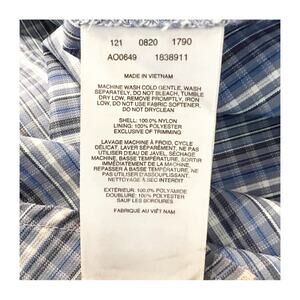 121 0820 1790
AO0649 1838911
MADE IN VIETNAM
MACHINE WASH COLD GENTLE, WASH
SEPARATELY, DO NOT BLEACH, TUMBLE
DRY LOW, REMOVE PROMPTLY, IRON
LOW, DO NOT USE FABRIC SOFTENER,
DO NOT DRYCLEAN
SHELL: 100.0% NYLON
LINING: 100% POLYESTER
EXCLUSIVE OF TRIMMING
LAVAGE MACHINE À FROID, CYCLE
DÉLICAT, LAVER SÉPARÉMENT, NE PAS
UTILISER D'EAU DE JAVEL, SÉCHAGE
MACHINE, BASSE TEMPÉRATURE, SORTIR
IMMÉDIATEMENT DE LA MACHINE,
REPASSER À BASSE TEMPÉRATURE, NE
PAS UTILISER D'ASSOUPLISSANT,
NETTOYAGE À SEC INTERDIT
EXTÉRIEUR: 100.0% POLYAMIDE
DOUBLURE: 100% POLYESTER
SAUF LES BORDURES
FABRIQUÉ AU VIÊT NAM